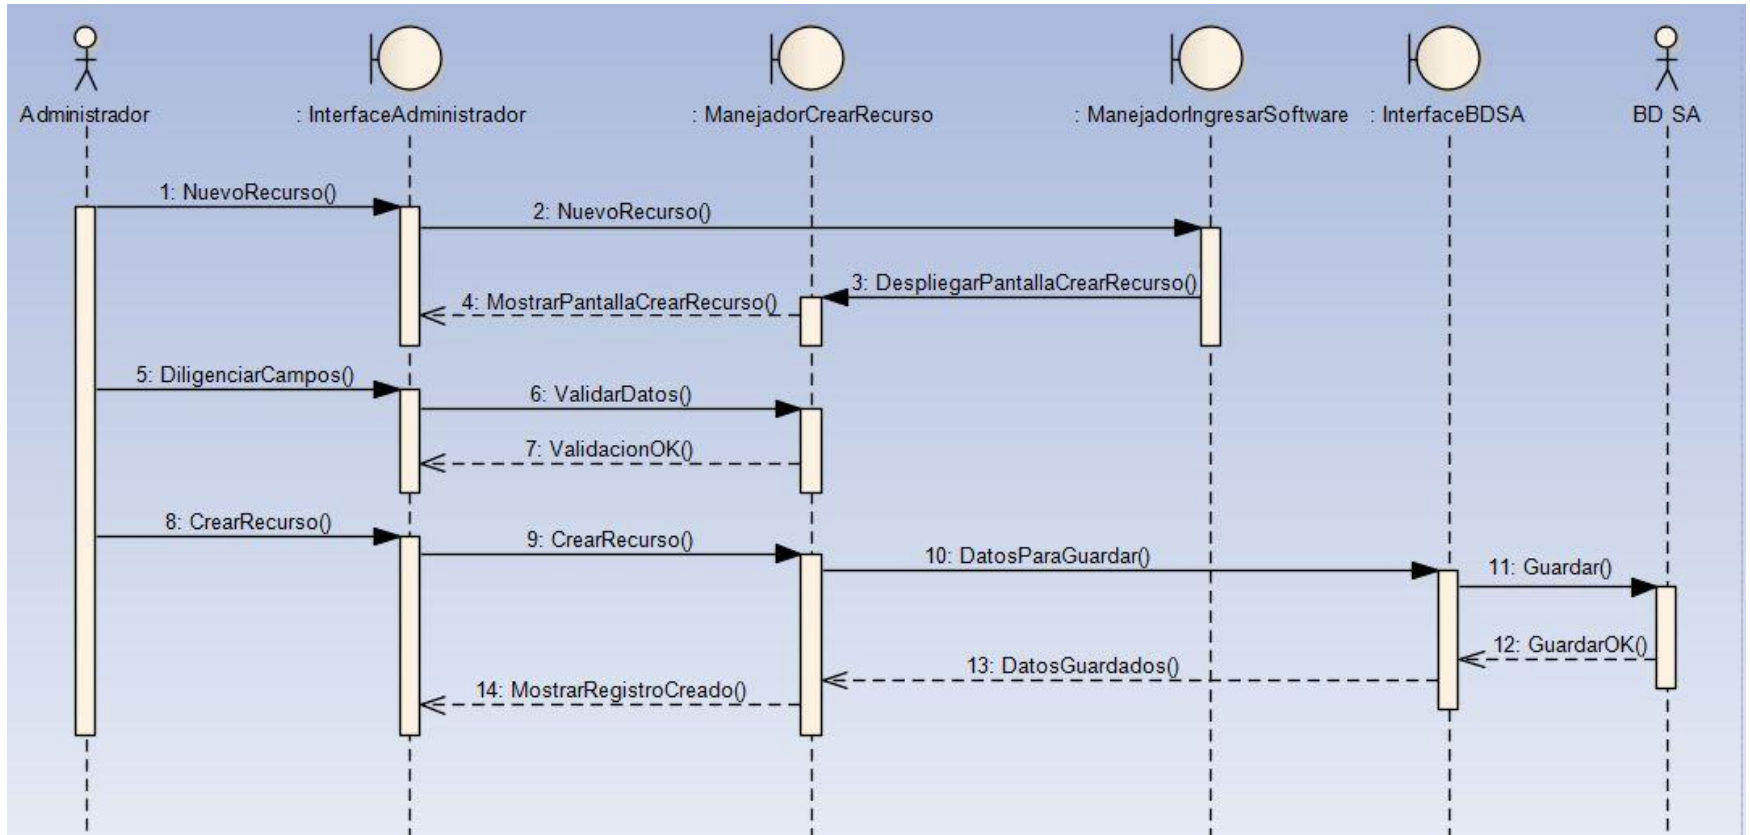 Administrador
: InterfaceAdministrador
: ManejadorCrearRecurso
: ManejadorIngresarSoftware
: InterfaceBDSA
BD SA
1: NuevoRecurso()
2: NuevoRecurso()
3: DespliegarPantallaCrearRecurso()
4: MostrarPantallaCrearRecurso()
5: DiligenciarCampos()
6: ValidarDatos()
7: ValidacionOK()
8: CrearRecurso()
9: CrearRecurso()
10: DatosParaGuardar()
11: Guardar()
12: GuardarOK()
13: DatosGuardados()
14: MostrarRegistroCreado()